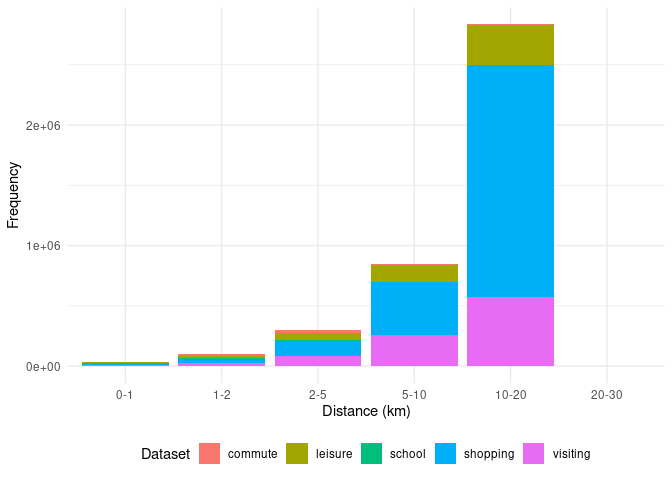 Frequency
2e+06
1e+06
0e+00
0-1 1-2 2-5 5-10 10-20 20-30
Distance (km)
Dataset commute leisure school shopping visiting